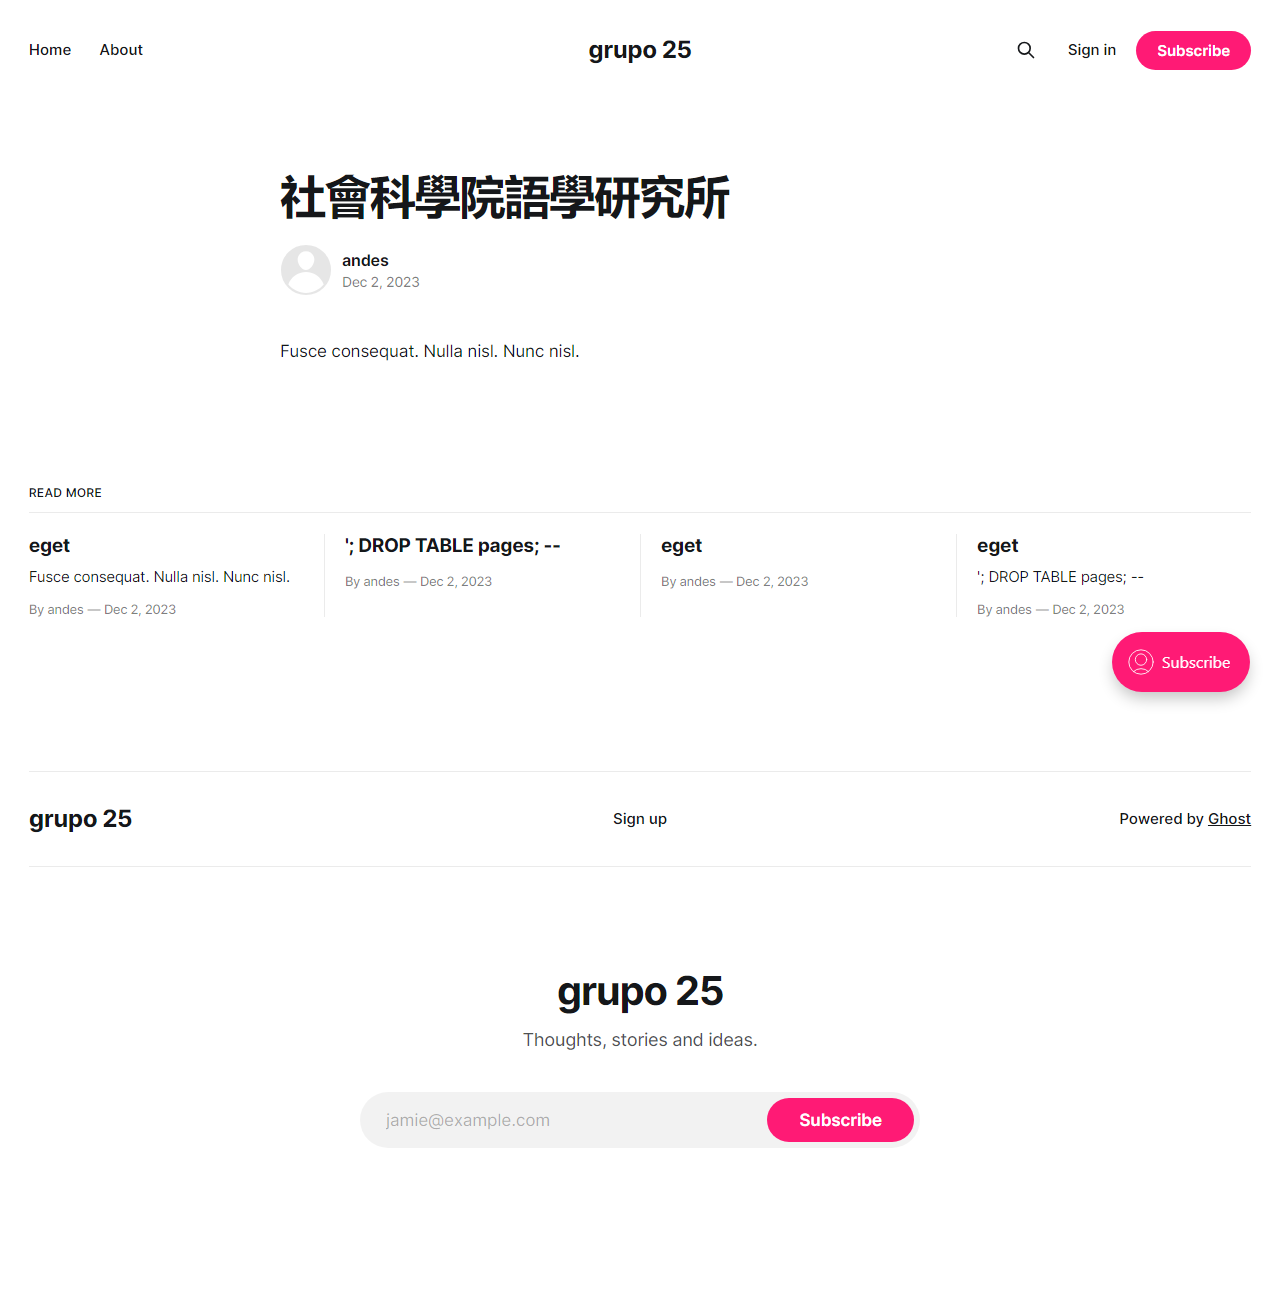 Home About grupo 25 Sign in Subscribe
社會科學院語學研究所
andes
Dec 2, 2023
Fusce consequat. Nulla nisl. Nunc nisl.
READ MORE
eget
Fusce consequat. Nulla nisl. Nunc nisl.
By andes — Dec 2, 2023
'; DROP TABLE pages; --
By andes — Dec 2, 2023
eget
By andes — Dec 2, 2023
eget
'; DROP TABLE pages; --
By andes — Dec 2, 2023
Subscribe
grupo 25 Sign up Powered by Ghost
grupo 25
Thoughts, stories and ideas.
jamie@example.com Subscribe